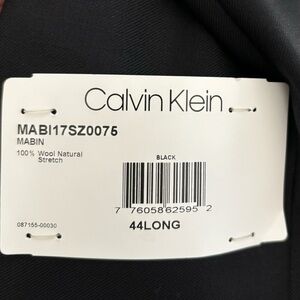 Calvin Klein
MABI17SZ0075
MABIN
100% Wool Natural
Stretch
BLACK
7 76058 62595 2
087155-00030
44LONG